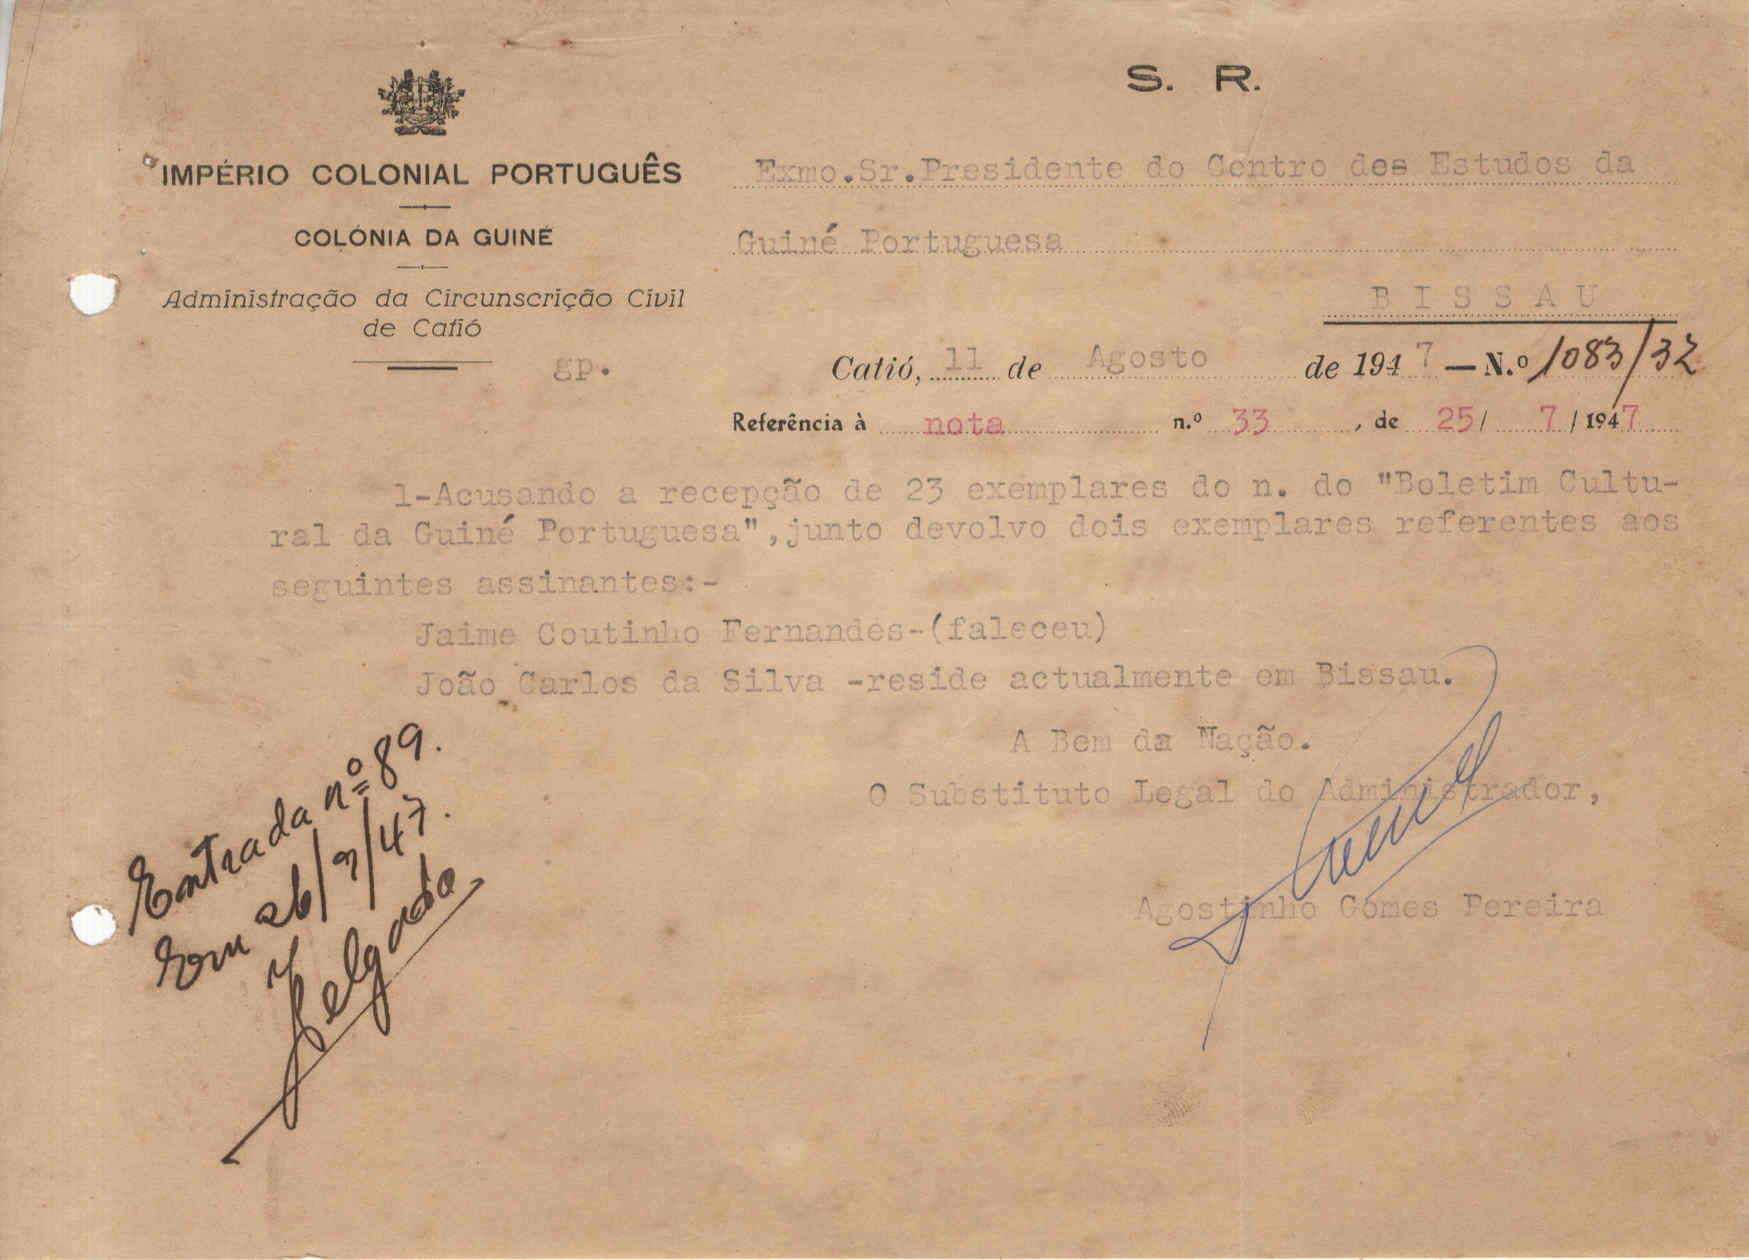 S. R.
IMPÉRIO COLONIAL PORTUGUÊS
COLÓNIA DA GUINÉ
Administração da Circunscrição Civil
de Catió
gp.
Exmo.Sr.Presidente do Centro dos Estudos da
Guiné Portuguesa
BISSAU
Catió, 11 de Agosto de 1947 — N.º 1083/32
Referência à nota n.º 33, de 25/ 7 / 1947
1-Acusando a recepção de 23 exemplares do n. do "Boletim Cultu-
ral da Guiné Portuguesa",junto devolvo dois exemplares referentes aos
seguintes assinantes:-
Jaime Coutinho Fernandes-(faleceu)
João Carlos da Silva -reside actualmente em Bissau.
A Bem da Nação.
O Substituto Legal do Administrador,
Agostinho Gomes Pereira
Entrada nº 89.
Em 26/9/47.